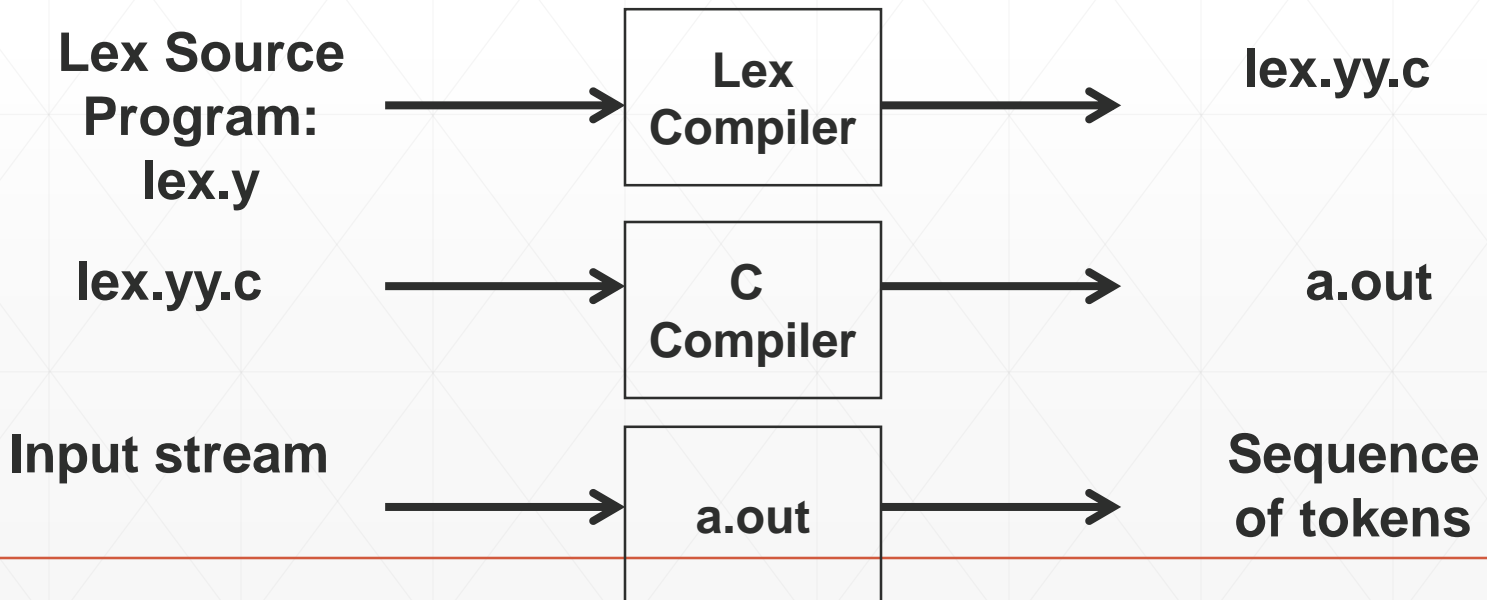 Lex Source
Program:
lex.y
Lex
Compiler
lex.yy.c
lex.yy.c
C
Compiler
a.out
Input stream
a.out
Sequence
of tokens